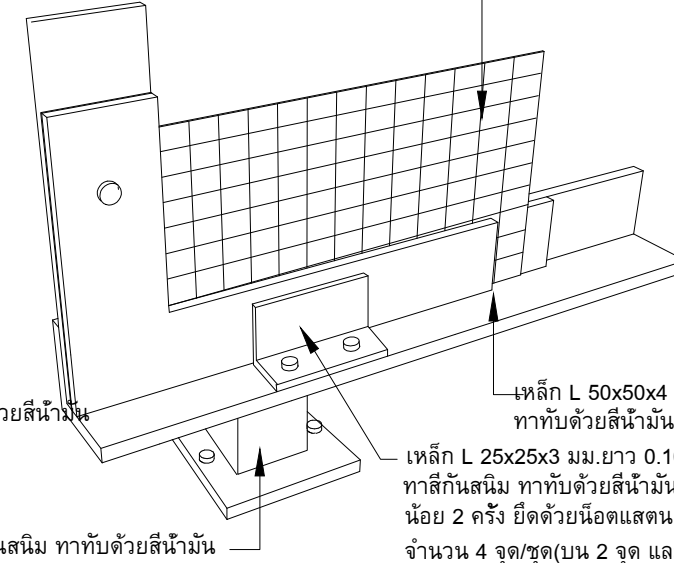 เหล็ก L 50x50x4
ทาทับด้วยสีน้ำมัน
วยสีน้ำมัน
เหล็ก L 25x25x3 มม.ยาว 0.1
ทาสีกันสนิม ทาทับด้วยสีน้ำมัน
น้อย 2 ครั้ง ยึดด้วยน็อตแสตน
นสนิม ทาทับด้วยสีน้ำมัน
จำนวน 4 จุด/ชุด(บน 2 จุด แล